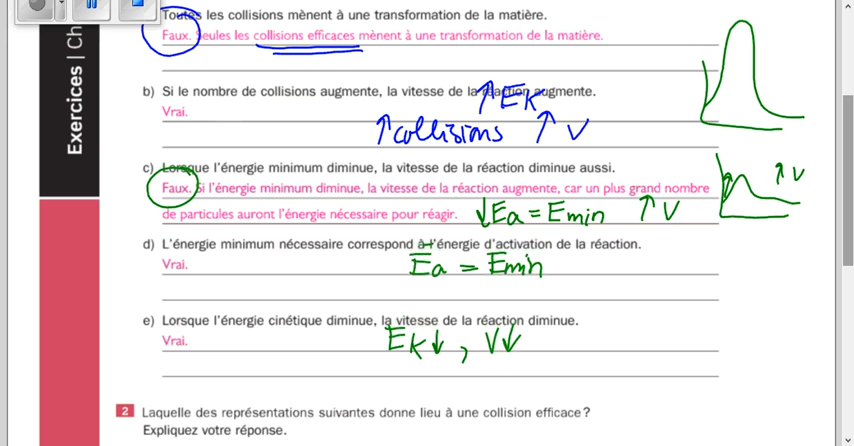 Exercices | Ch
Toutes les collisions mènent à une transformation de la matière.
Faux. Seules les collisions efficaces mènent à une transformation de la matière.
b) Si le nombre de collisions augmente, la vitesse de la réaction augmente.
↑EK
Vrai.
↑collisions ↑V
c) Lorsque l'énergie minimum diminue, la vitesse de la réaction diminue aussi.
↑V
Faux. Si l'énergie minimum diminue, la vitesse de la réaction augmente, car un plus grand nombre
de particules auront l'énergie nécessaire pour réagir.
↓Ea = Emin ↑V
d) L'énergie minimum nécessaire correspond à l'énergie d'activation de la réaction.
Vrai.
Ea = Emin
e) Lorsque l'énergie cinétique diminue, la vitesse de la réaction diminue.
Vrai.
EK↓, V↓
2 Laquelle des représentations suivantes donne lieu à une collision efficace?
Expliquez votre réponse.